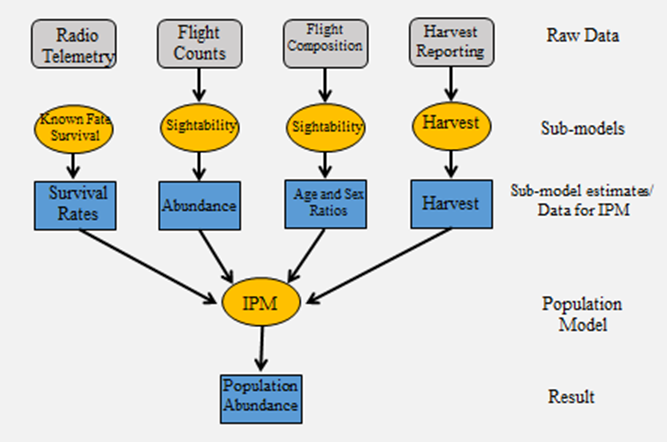 Radio
Telemetry
Flight
Counts
Flight
Composition
Harvest
Reporting
Raw Data
Known Fate
Survival
Sightability
Sightability
Harvest
Sub-models
Survival
Rates
Abundance
Age and Sex
Ratios
Harvest
Sub-model estimates/
Data for IPM
IPM
Population
Model
Population
Abundance
Result